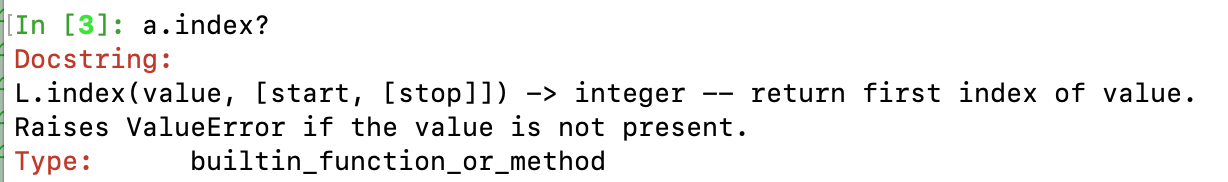 In [3]: a.index?
Docstring:
L.index(value, [start, [stop]]) -> integer -- return first index of value.
Raises ValueError if the value is not present.
Type:      builtin_function_or_method